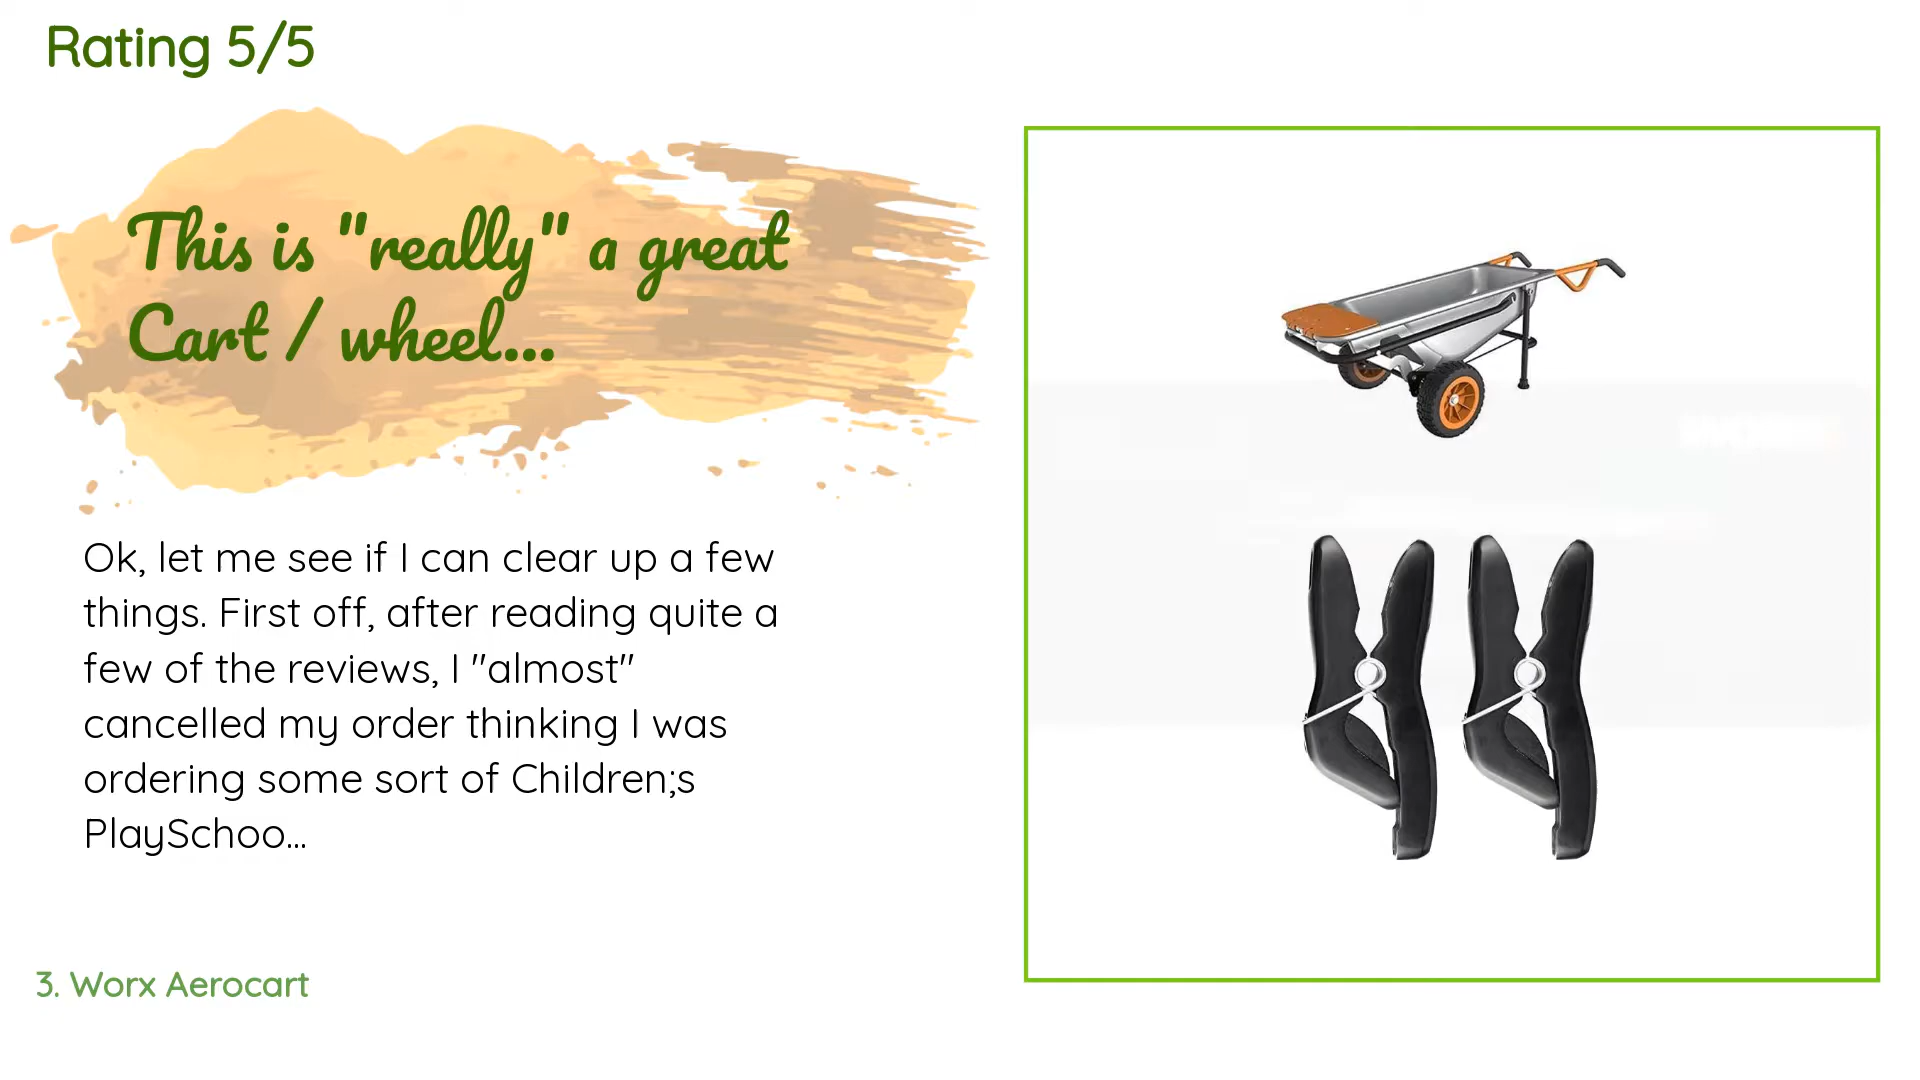 Rating 5/5
This is "really" a great
Cart / wheel...
Ok, let me see if I can clear up a few
things. First off, after reading quite a
few of the reviews, I "almost"
cancelled my order thinking I was
ordering some sort of Children;s
PlaySchoo...
3. Worx Aerocart